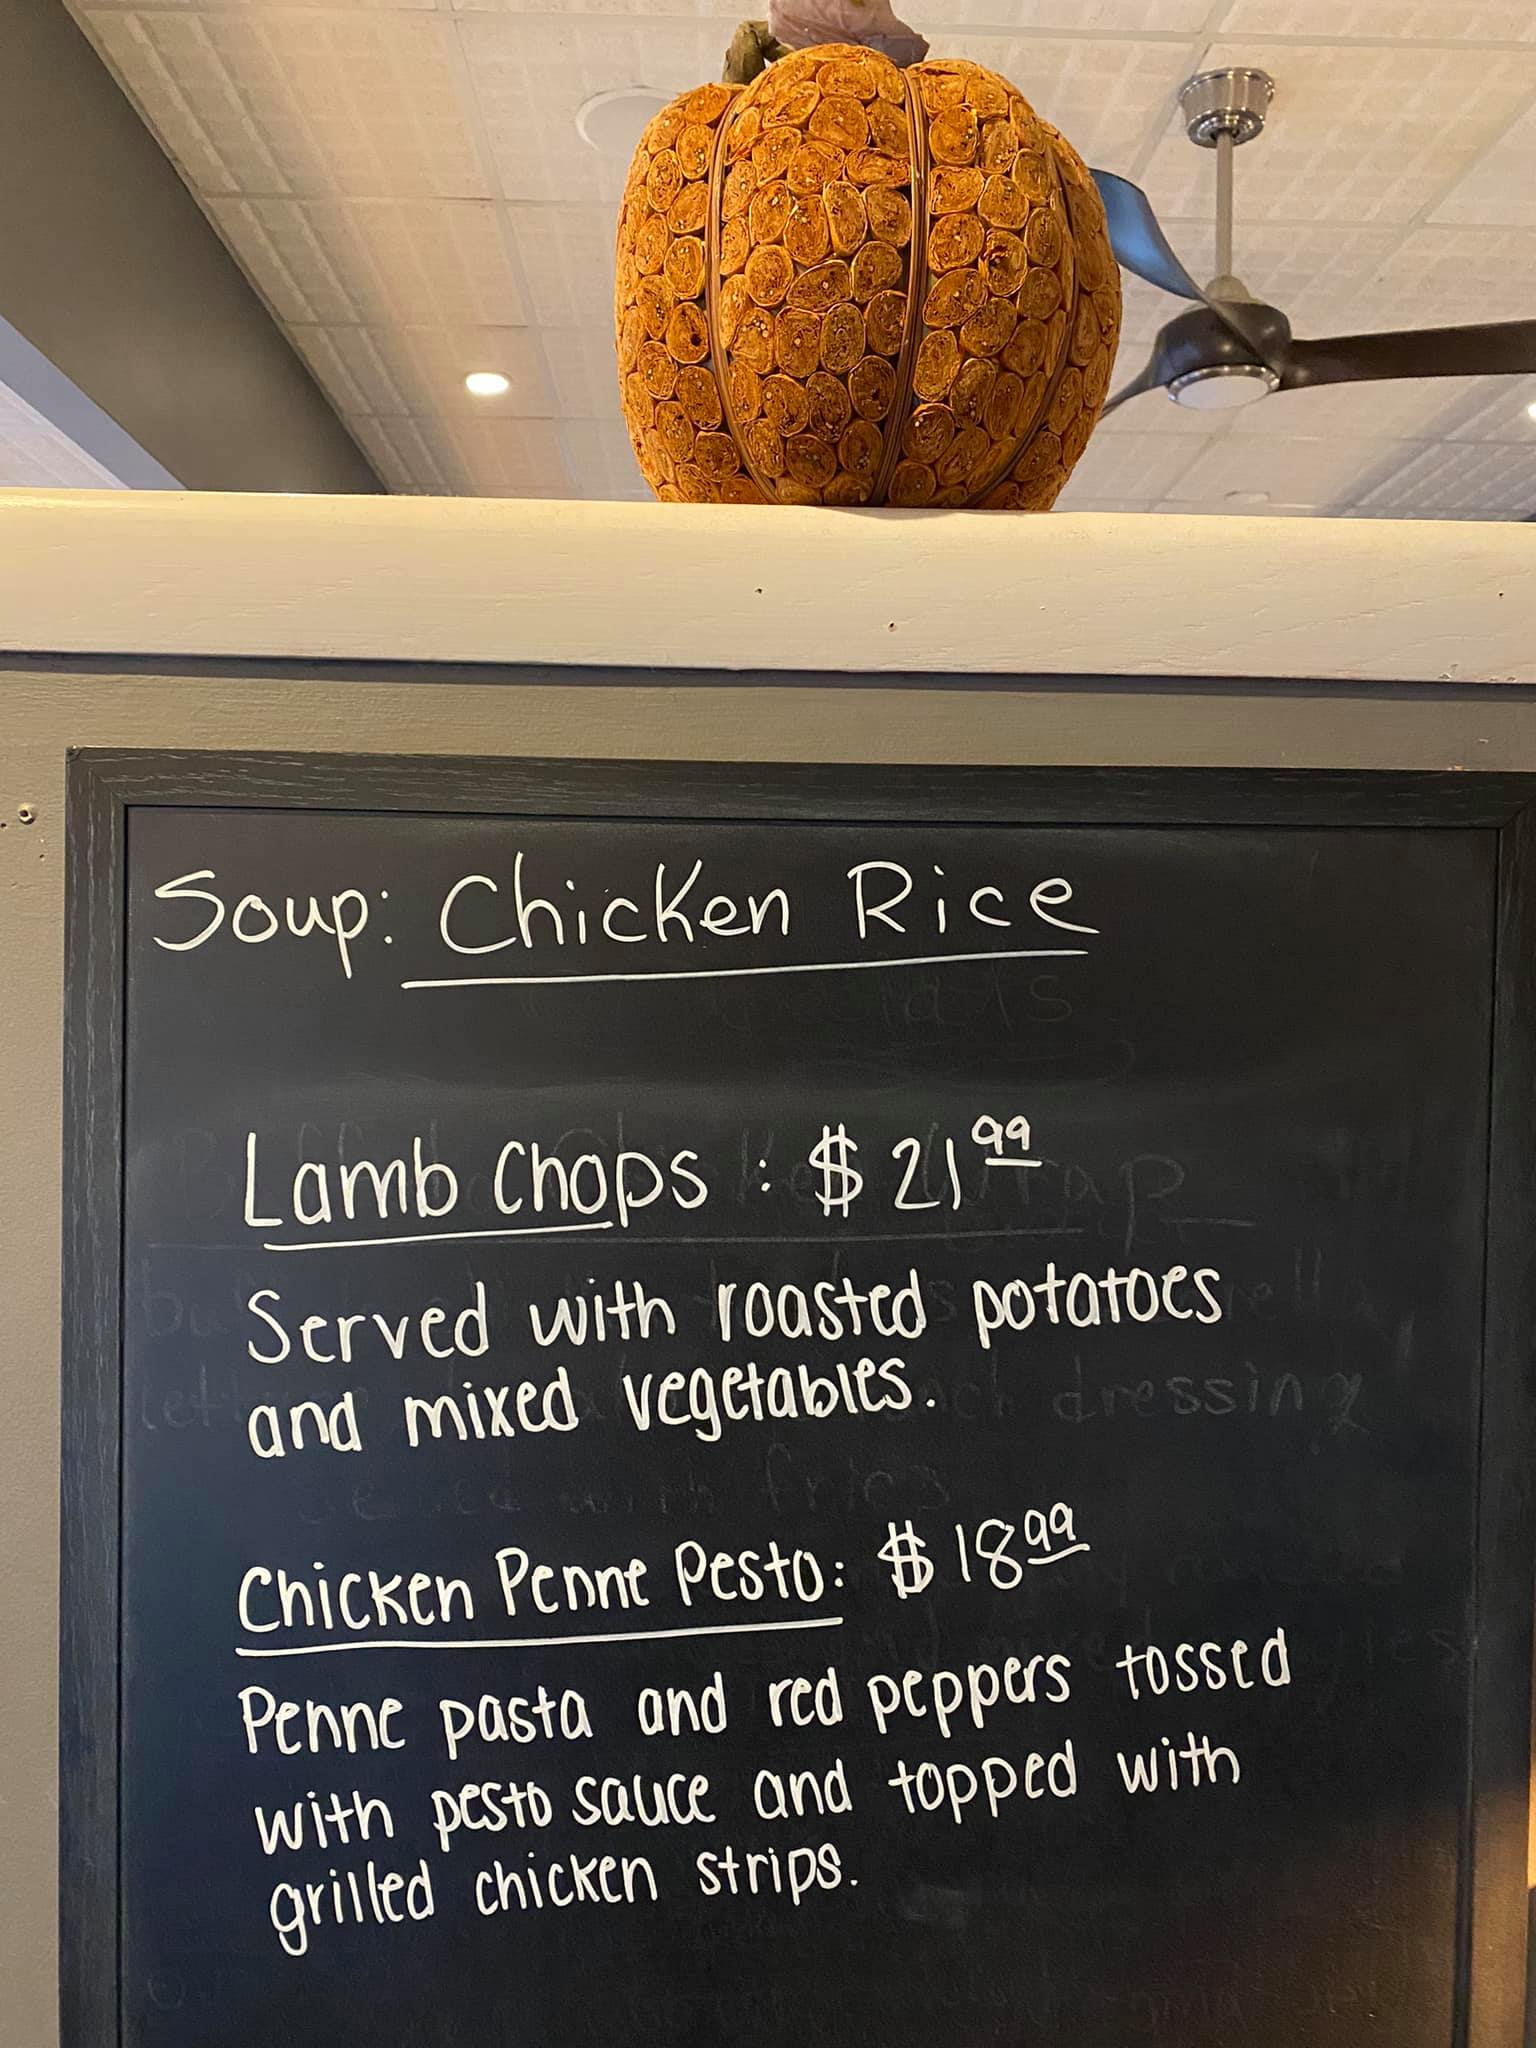 Soup: Chicken Rice
Lamb Chops : $21.99
Served with roasted potatoes
and mixed vegetables.
Chicken Penne Pesto: $18.99
Penne pasta and red peppers tossed
with pesto sauce and topped with
grilled chicken strips.